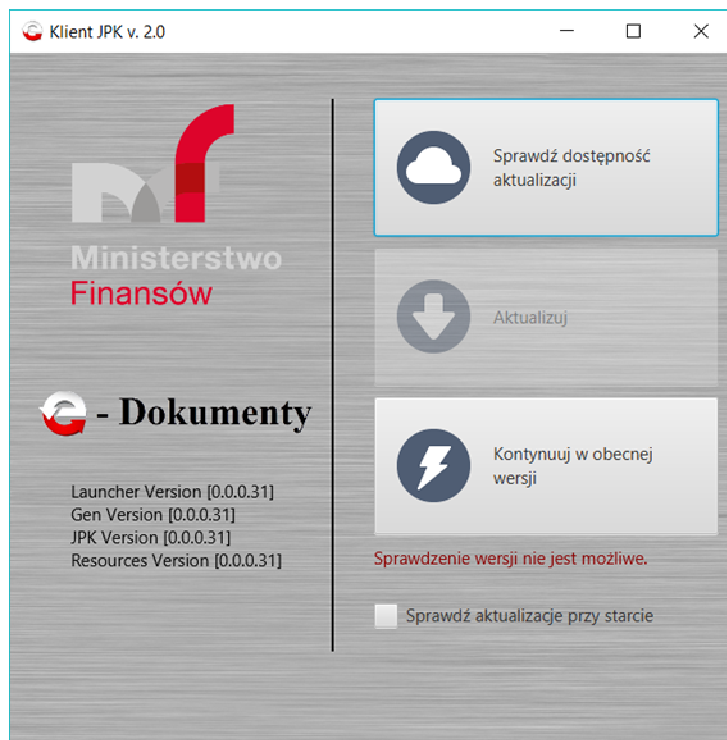 Klient JPK v. 2.0
Ministerstwo
Finansów
e - Dokumenty
Launcher Version [0.0.0.31]
Gen Version [0.0.0.31]
JPK Version [0.0.0.31]
Resources Version [0.0.0.31]
Sprawdź dostępność
aktualizacji
Aktualizuj
Kontynuuj w obecnej
wersji
Sprawdzenie wersji nie jest możliwe.
Sprawdź aktualizacje przy starcie